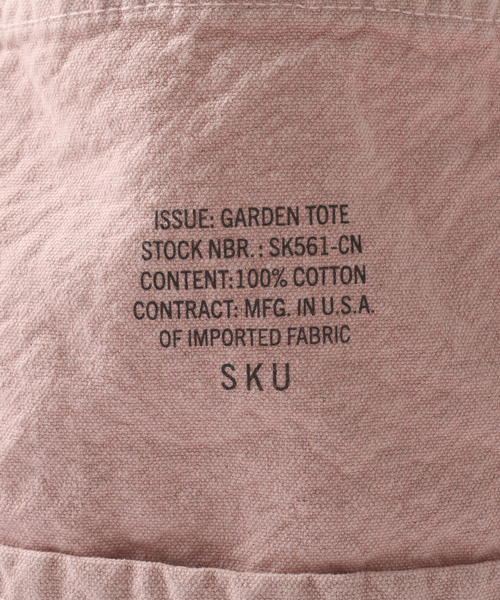 ISSUE: GARDEN TOTE
STOCK NBR. : SK561-CN
CONTENT:100% COTTON
CONTRACT: MFG. IN U.S.A.
OF IMPORTED FABRIC
SKU